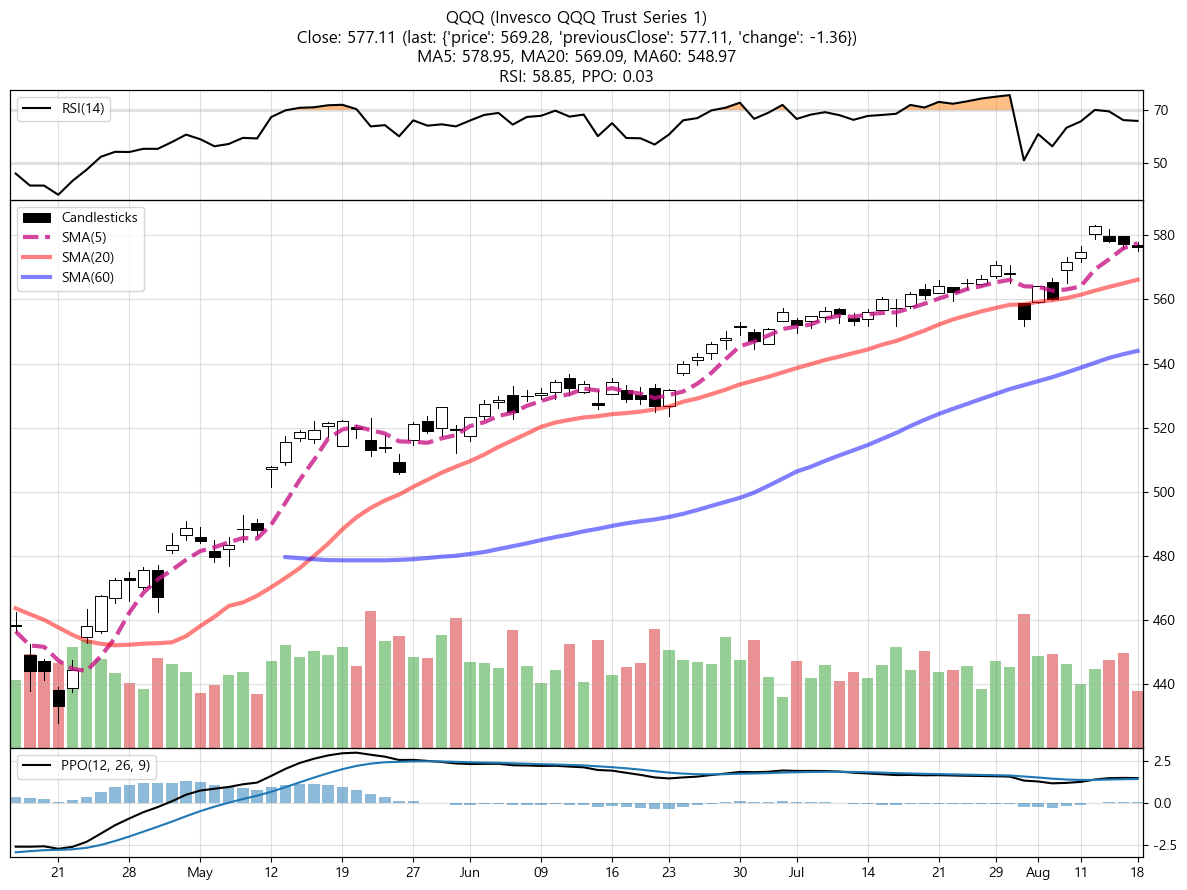 QQQ (Invesco QQQ Trust Series 1)
Close: 577.11 (last: {'price': 569.28, 'previousClose': 577.11, 'change': -1.36})
MA5: 578.95, MA20: 569.09, MA60: 548.97
RSI: 58.85, PPO: 0.03
RSI(14)
70
50
Candlesticks
SMA(5)
SMA(20)
SMA(60)
580
560
540
520
500
480
460
440
PPO(12, 26, 9)
2.5
0.0
−2.5
21 28 May 12 19 27 Jun 09 16 23 30 Jul 14 21 29 Aug 11 18